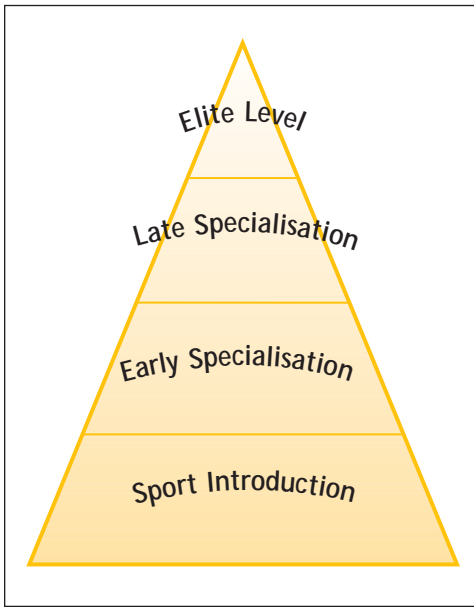 Elite Level
Late Specialisation
Early Specialisation
Sport Introduction